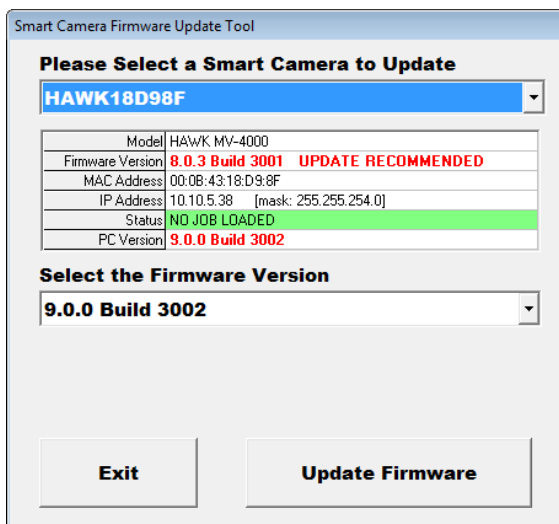 Smart Camera Firmware Update Tool
Please Select a Smart Camera to Update
HAWK18D98F
Model HAWK MV-4000
Firmware Version 8.0.3 Build 3001 UPDATE RECOMMENDED
MAC Address 00:0B:43:18:D9:8F
IP Address 10.10.5.38 [mask: 255.255.254.0]
Status NO JOB LOADED
PC Version 9.0.0 Build 3002
Select the Firmware Version
9.0.0 Build 3002
Exit Update Firmware